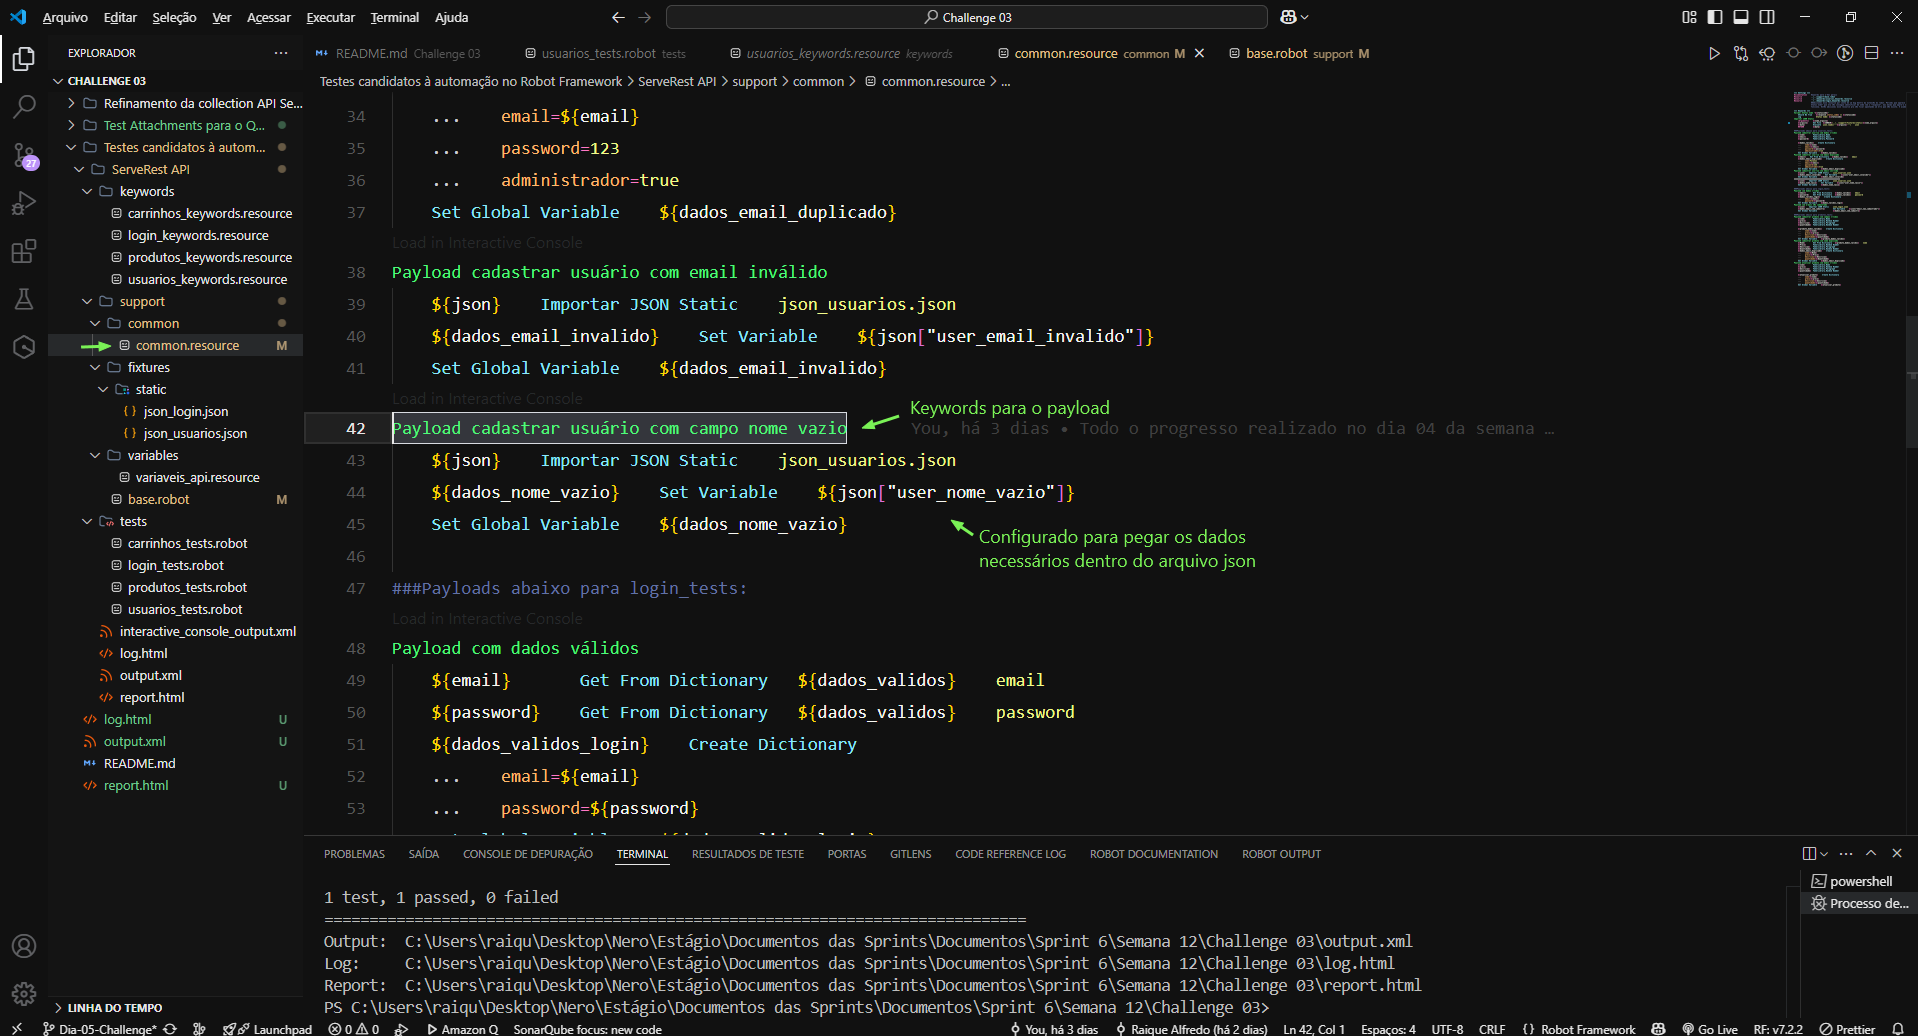 Arquivo Editar Seleção Ver Acessar Executar Terminal Ajuda
Challenge 03
EXPLORADOR
CHALLENGE 03
Refinamento da collection API Se...
Test Attachments para o Q...
Testes candidatos à autom...
ServeRest API
keywords
carrinhos_keywords.resource
login_keywords.resource
produtos_keywords.resource
usuarios_keywords.resource
support
common
common.resource M
fixtures
static
{} json_login.json
{} json_usuarios.json
variables
variaveis_api.resource
base.robot M
tests
carrinhos_tests.robot
login_tests.robot
produtos_tests.robot
usuarios_tests.robot
interactive_console_output.xml
log.html
output.xml
report.html
log.html U
output.xml U
README.md
report.html U
LINHA DO TEMPO
27
README.md Challenge 03 usuarios_tests.robot tests usuarios_keywords.resource keywords common.resource common M base.robot support M
Testes candidatos à automação no Robot Framework > ServeRest API > support > common > common.resource > ...
34 ... email=${email}
35 ... password=123
36 ... administrador=true
37 Set Global Variable ${dados_email_duplicado}
Load in Interactive Console
38 Payload cadastrar usuário com email inválido
39 ${json} Importar JSON Static json_usuarios.json
40 ${dados_email_invalido} Set Variable ${json["user_email_invalido"]}
41 Set Global Variable ${dados_email_invalido}
Load in Interactive Console
Keywords para o payload
42 Payload cadastrar usuário com campo nome vazio You, há 3 dias • Todo o progresso realizado no dia 04 da semana …
43 ${json} Importar JSON Static json_usuarios.json
44 ${dados_nome_vazio} Set Variable ${json["user_nome_vazio"]}
45 Set Global Variable ${dados_nome_vazio}
Configurado para pegar os dados
necessários dentro do arquivo json
46
47 ###Payloads abaixo para login_tests:
Load in Interactive Console
48 Payload com dados válidos
49 ${email} Get From Dictionary ${dados_validos} email
50 ${password} Get From Dictionary ${dados_validos} password
51 ${dados_validos_login} Create Dictionary
52 ... email=${email}
53 ... password=${password}
PROBLEMAS SAÍDA CONSOLE DE DEPURAÇÃO TERMINAL RESULTADOS DE TESTE PORTAS GITLENS CODE REFERENCE LOG ROBOT DOCUMENTATION ROBOT OUTPUT
1 test, 1 passed, 0 failed
==============================================================================
Output: C:\Users\raiqu\Desktop\Nero\Estágio\Documentos das Sprints\Documentos\Sprint 6\Semana 12\Challenge 03\output.xml
Log: C:\Users\raiqu\Desktop\Nero\Estágio\Documentos das Sprints\Documentos\Sprint 6\Semana 12\Challenge 03\log.html
Report: C:\Users\raiqu\Desktop\Nero\Estágio\Documentos das Sprints\Documentos\Sprint 6\Semana 12\Challenge 03\report.html
PS C:\Users\raiqu\Desktop\Nero\Estágio\Documentos das Sprints\Documentos\Sprint 6\Semana 12\Challenge 03>
powershell
Processo de...
Dia-05-Challenge* Launchpad 0 0 Amazon Q SonarQube focus: new code You, há 3 dias Raique Alfredo (há 2 dias) Ln 42, Col 1 Espaços: 4 UTF-8 CRLF {} Robot Framework Go Live RF: v7.2.2 Prettier